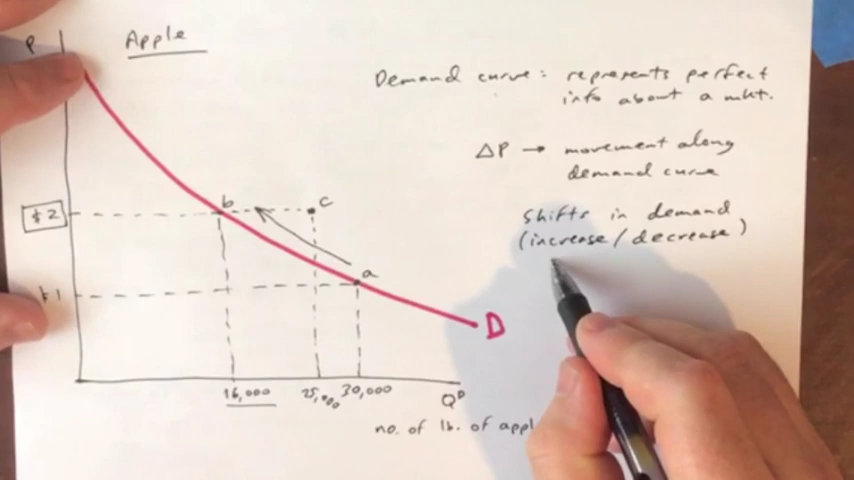 P
Apple
Demand curve: represents perfect
info about a mkt.
ΔP → movement along
demand curve
Shifts in demand
(increase/decrease)
$2
b
c
a
$1
D
16,000
25,000
30,000
Qᴰ
no. of lb. of appl